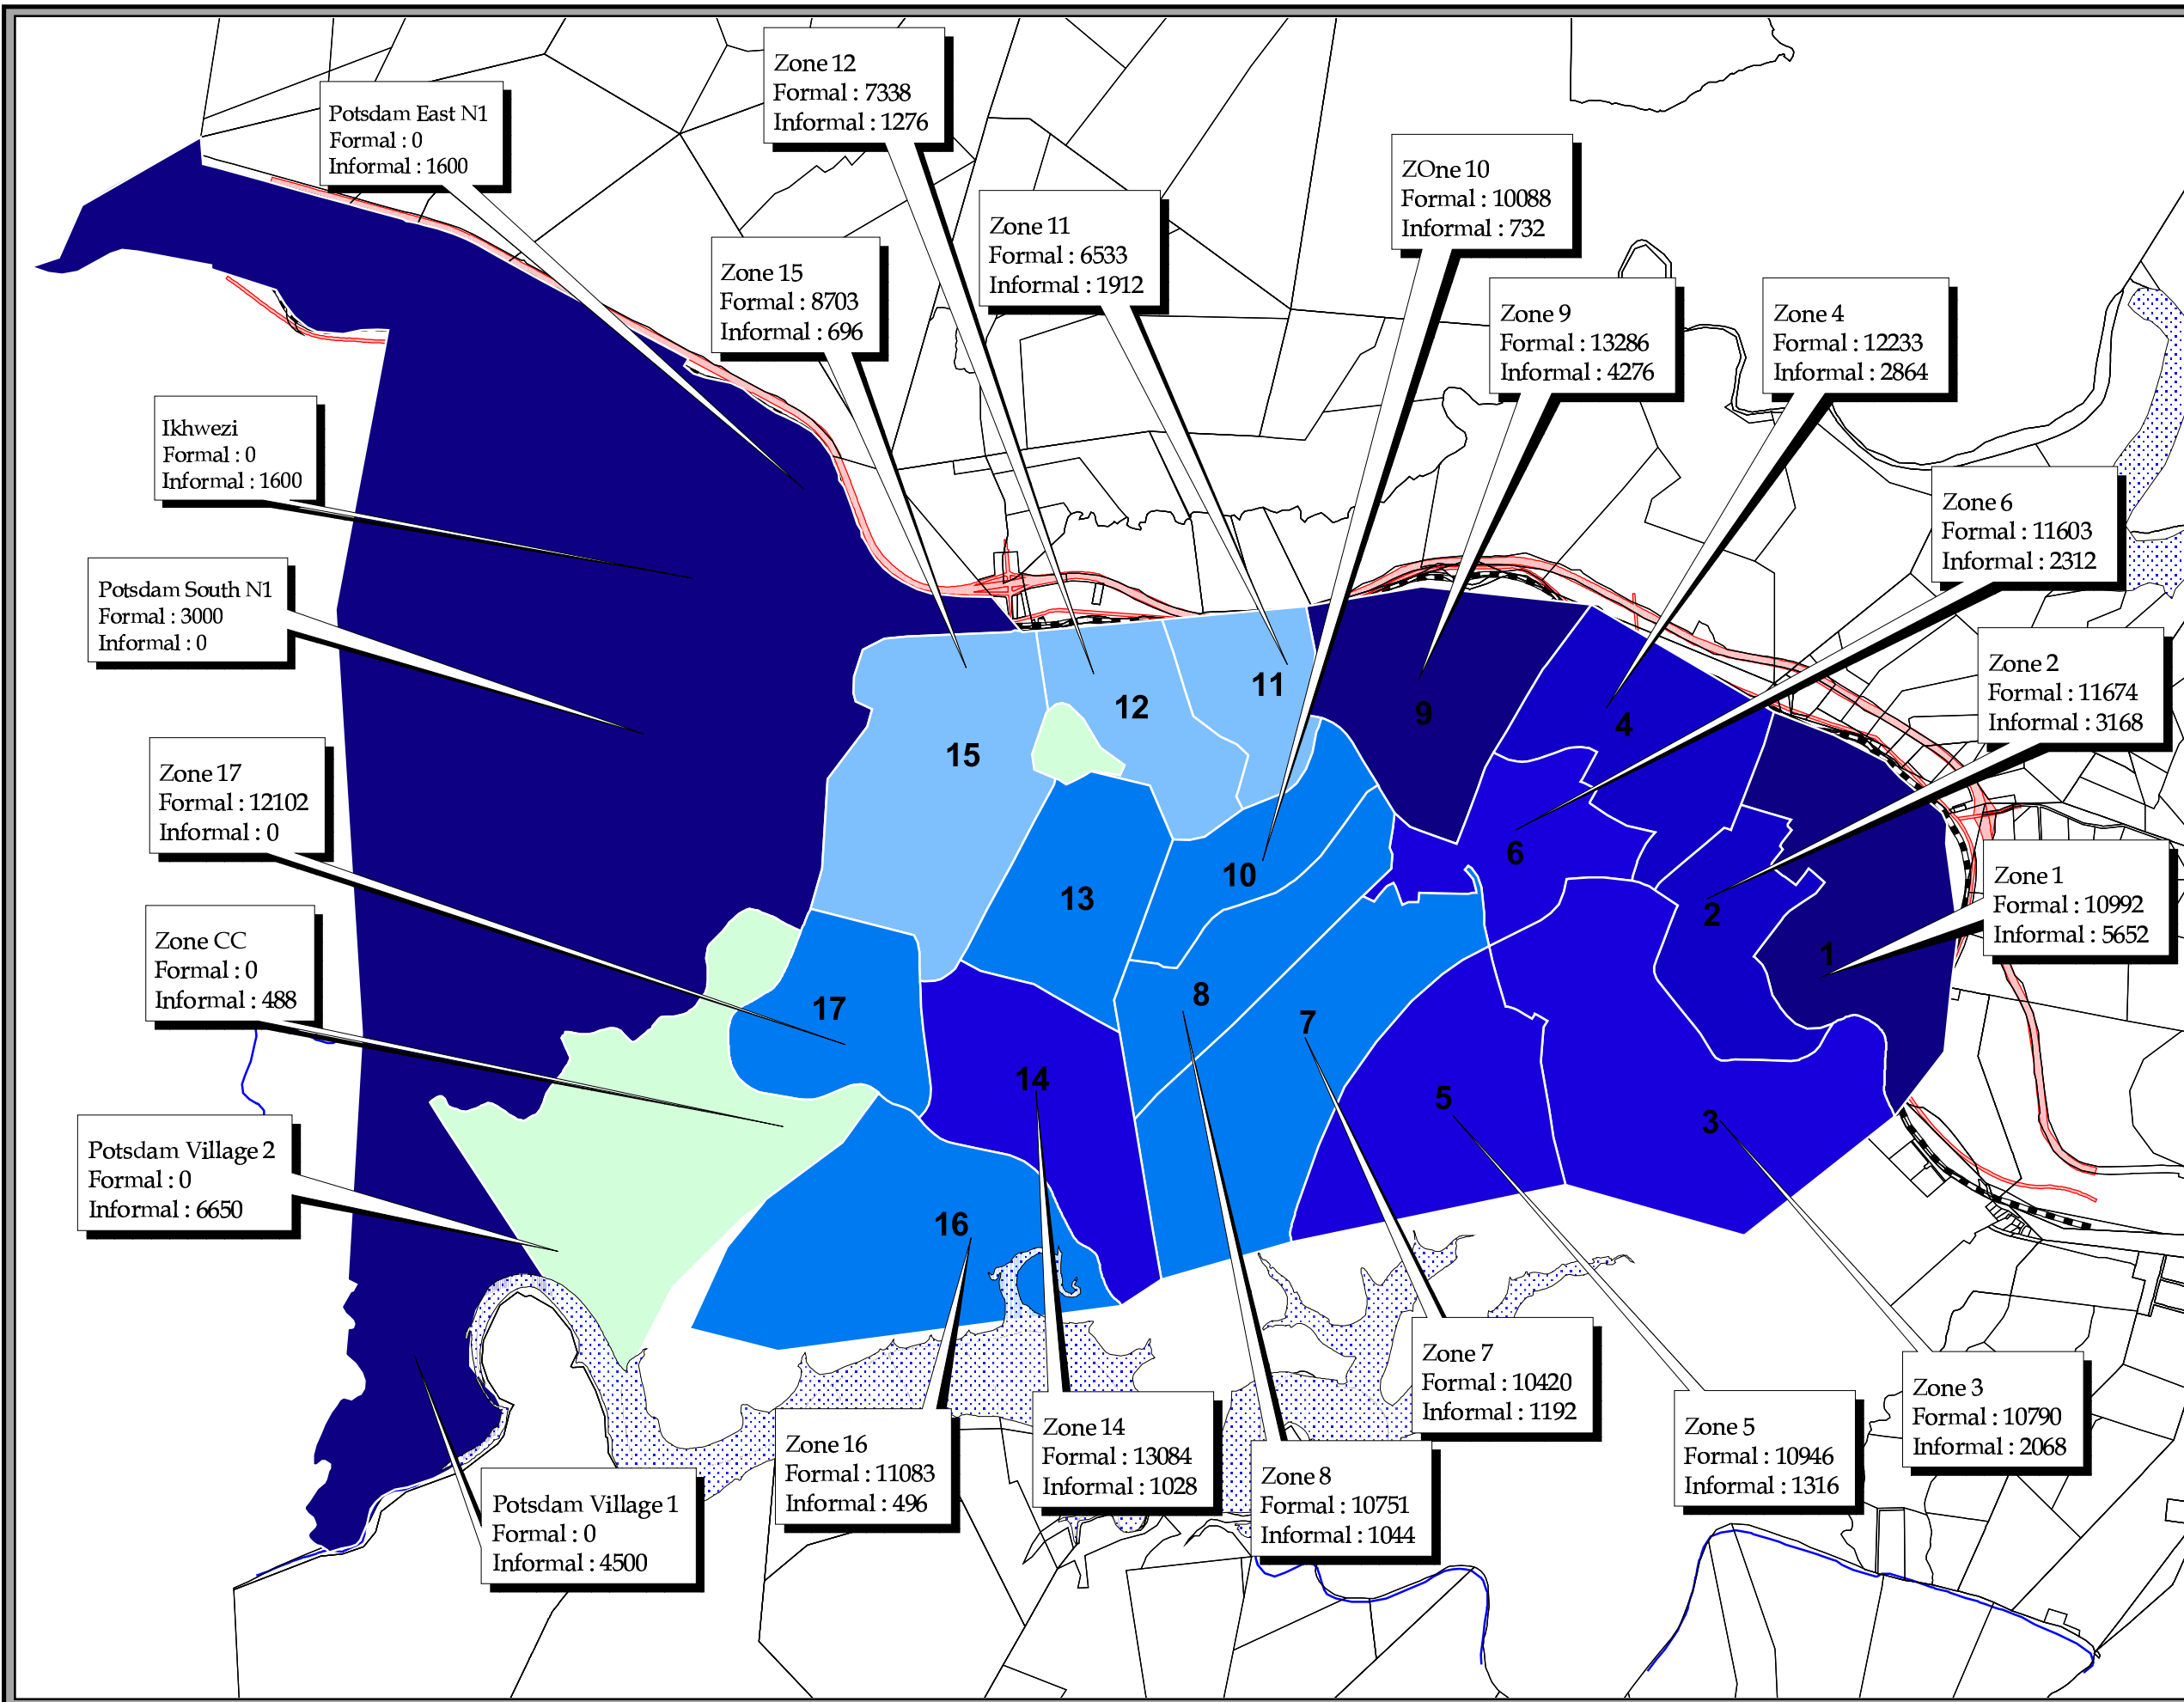 Zone 12
Formal : 7338
Informal : 1276
Potsdam East N1
Formal : 0
Informal : 1600
ZOne 10
Formal : 10088
Informal : 732
Zone 11
Formal : 6533
Informal : 1912
Zone 15
Formal : 8703
Informal : 696
Zone 9
Formal : 13286
Informal : 4276
Zone 4
Formal : 12233
Informal : 2864
Ikhwezi
Formal : 0
Informal : 1600
Zone 6
Formal : 11603
Informal : 2312
Potsdam South N1
Formal : 3000
Informal : 0
Zone 2
Formal : 11674
Informal : 3168
Zone 17
Formal : 12102
Informal : 0
Zone 1
Formal : 10992
Informal : 5652
Zone CC
Formal : 0
Informal : 488
Potsdam Village 2
Formal : 0
Informal : 6650
11
12
9
4
15
6
10
13
2
1
8
17
7
14
5
3
16
Zone 7
Formal : 10420
Informal : 1192
Zone 3
Formal : 10790
Informal : 2068
Zone 5
Formal : 10946
Informal : 1316
Zone 14
Formal : 13084
Informal : 1028
Zone 16
Formal : 11083
Informal : 496
Zone 8
Formal : 10751
Informal : 1044
Potsdam Village 1
Formal : 0
Informal : 4500